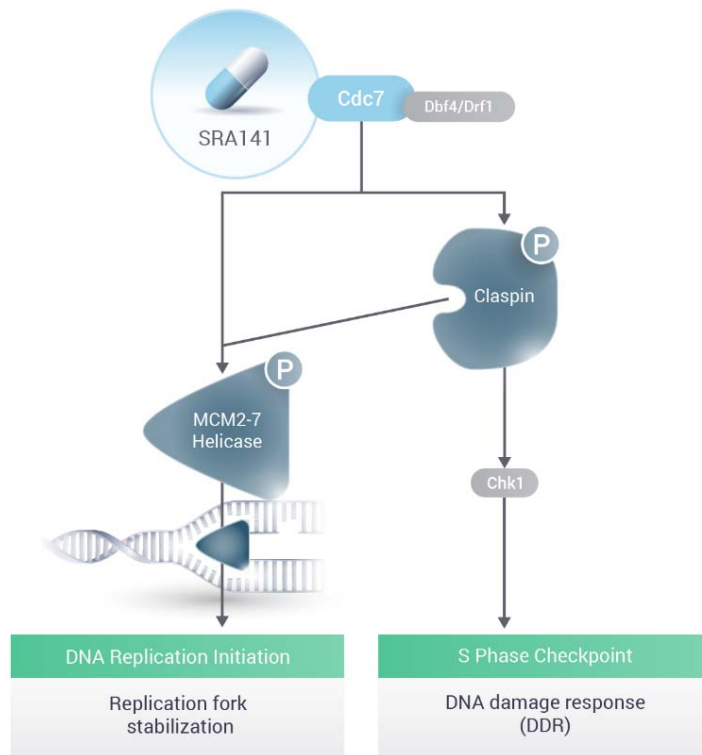 SRA141
Cdc7
Dbf4/Drf1
P
Claspin
P
MCM2-7
Helicase
Chk1
DNA Replication Initiation
Replication fork
stabilization
S Phase Checkpoint
DNA damage response
(DDR)